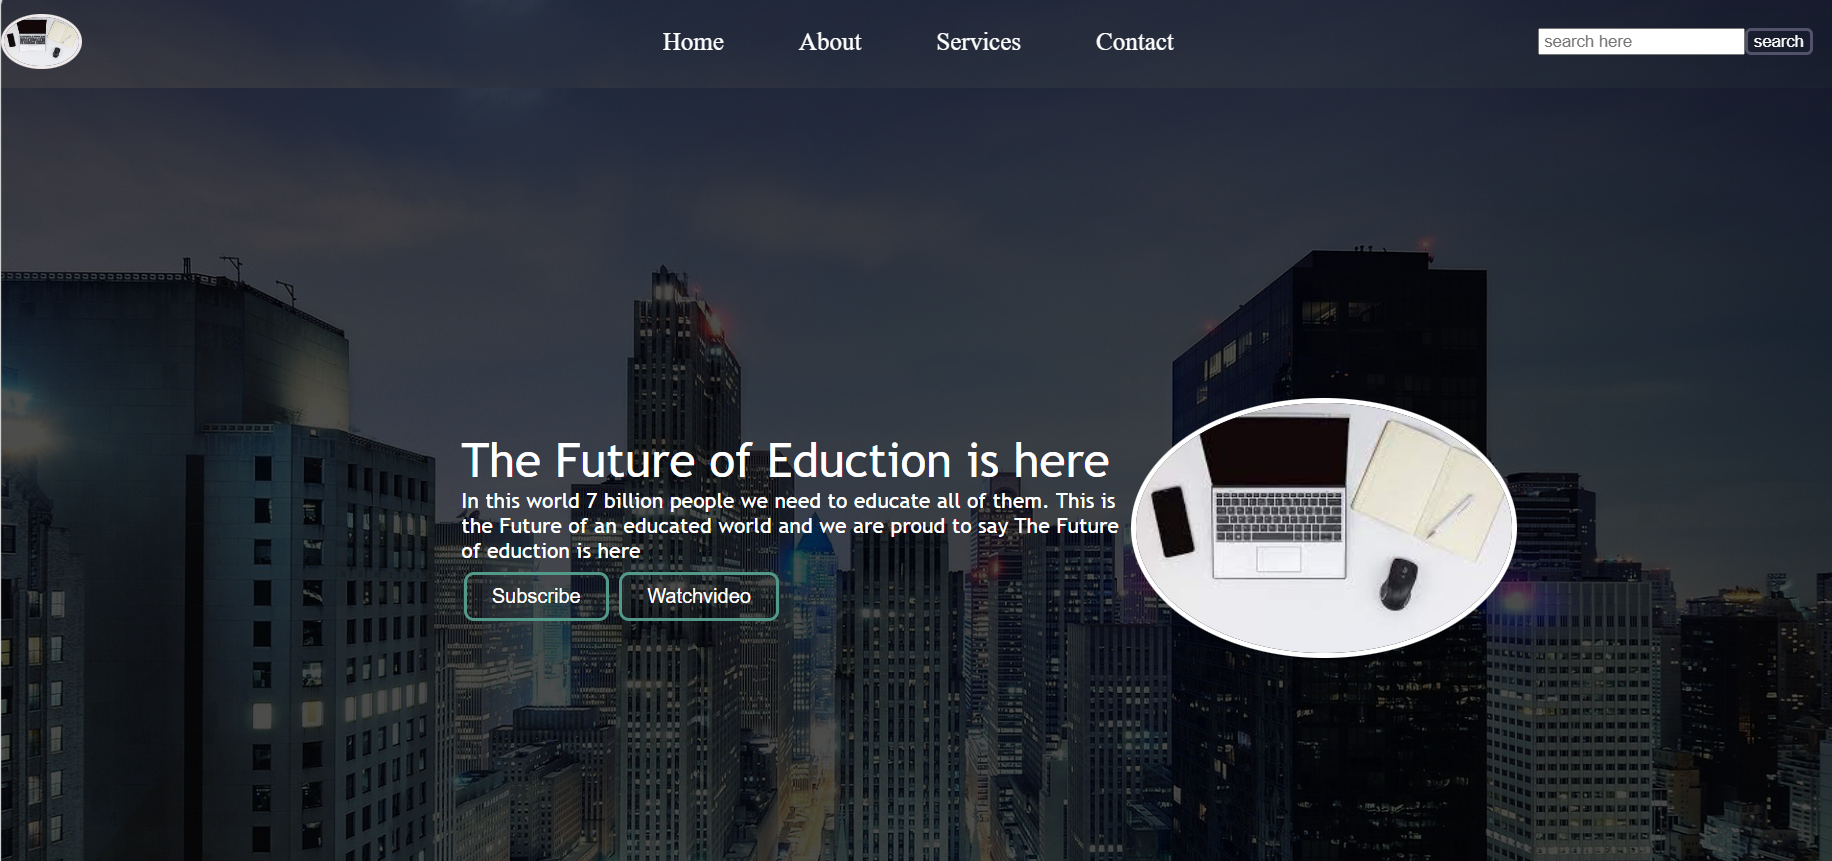 Home About Services Contact search here search
The Future of Eduction is here
In this world 7 billion people we need to educate all of them. This is
the Future of an educated world and we are proud to say The Future
of eduction is here
Subscribe Watchvideo